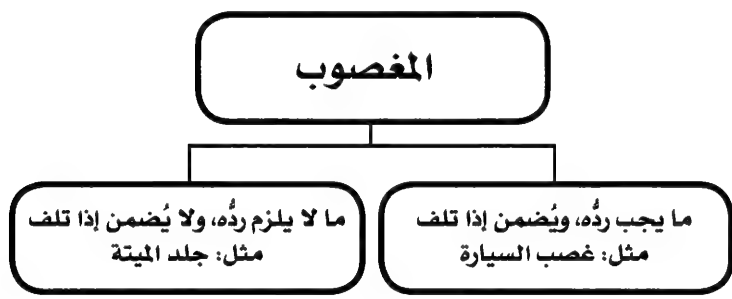 المغصوب
ما يجب ردُّه، ويُضمن إذا تلف
مثل: غصب السيارة
ما لا يلزم ردُّه، ولا يُضمن إذا تلف
مثل: جلد الميتة